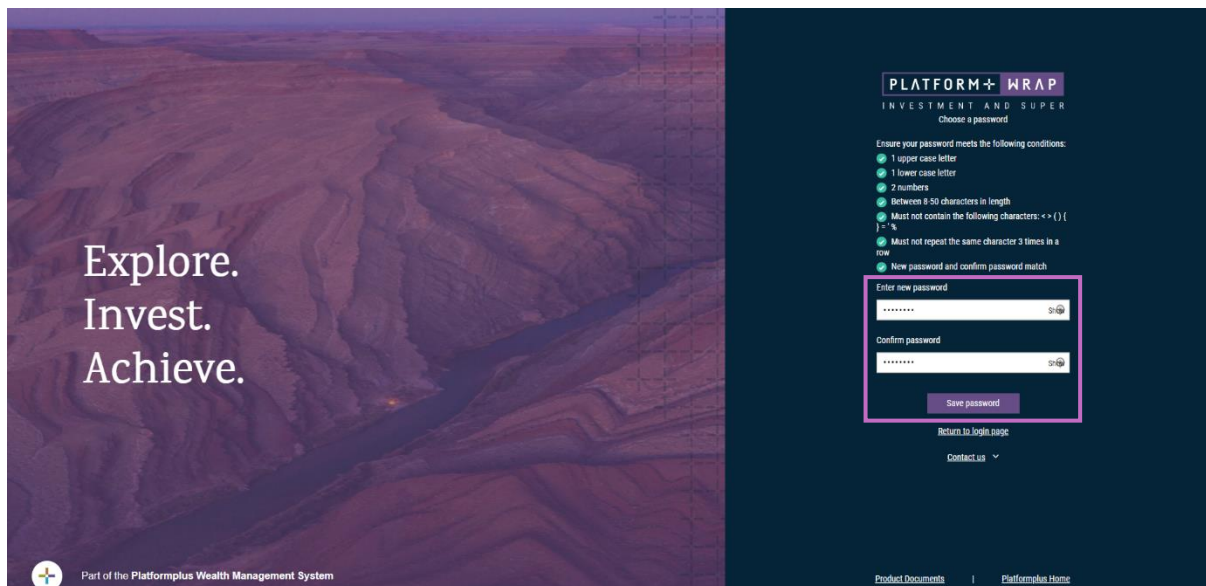 Explore.
Invest.
Achieve.
Part of the Platformplus Wealth Management System
PLATFORM+ WRAP
INVESTMENT AND SUPER
Choose a password
Ensure your password meets the following conditions:
1 upper case letter
1 lower case letter
2 numbers
Between 8-50 characters in length
Must not contain the following characters: < > ( ) {
} = ' %
Must not repeat the same character 3 times in a
row
New password and confirm password match
Enter new password
Confirm password
Save password
Return to login page
Contact us
Product Documents | Platformplus Home